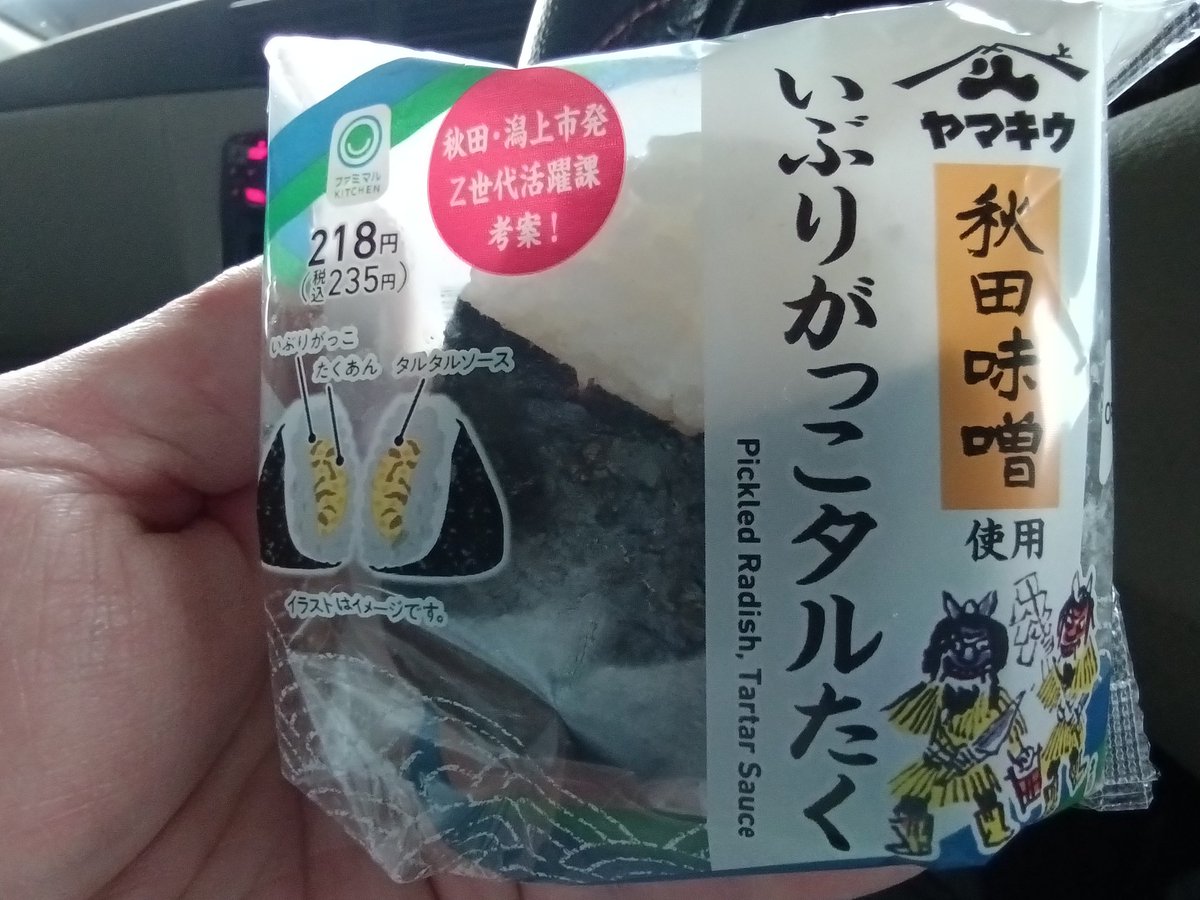 ファミマル
KITCHEN
218円
(税込235円)
秋田・潟上市発
Z世代活躍課
考案!
いぶりがっこ
たくあん
タルタルソース
イラストはイメージです。
いぶりがっこタルたく
Pickled Radish, Tartar Sauce
上
ヤマキウ
秋田味噌
使用